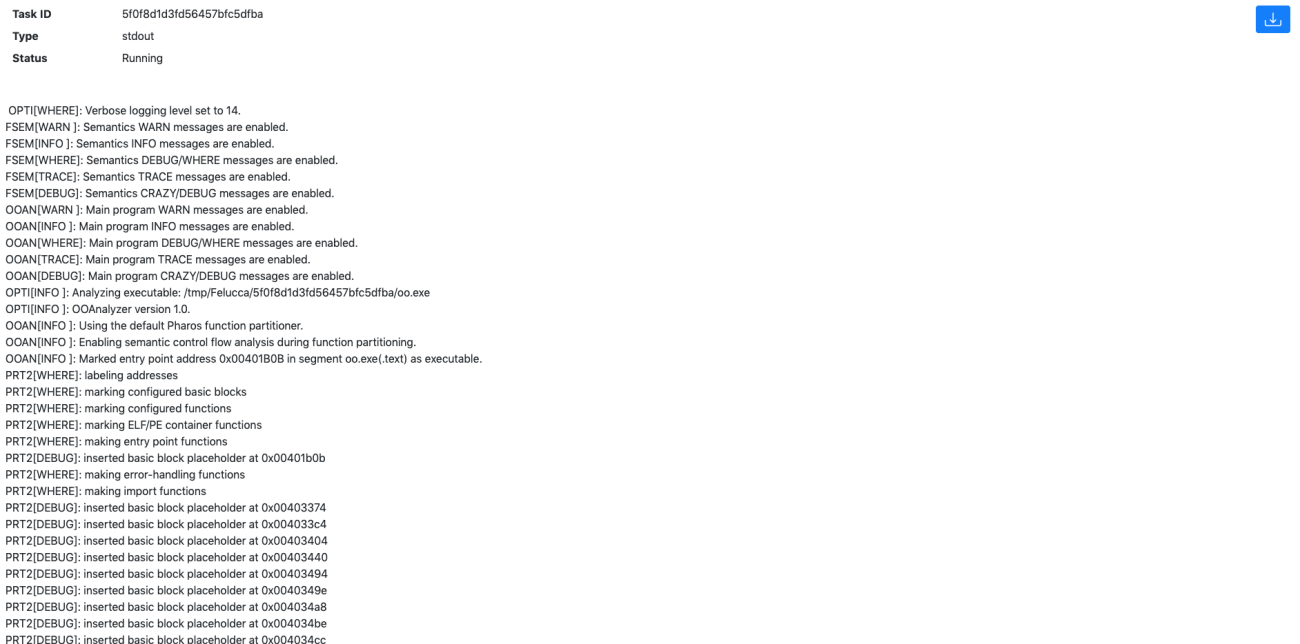 Task ID 5f0f8d1d3fd56457bfc5dfba
Type stdout
Status Running
OPTI[WHERE]: Verbose logging level set to 14.
FSEM[WARN ]: Semantics WARN messages are enabled.
FSEM[INFO ]: Semantics INFO messages are enabled.
FSEM[WHERE]: Semantics DEBUG/WHERE messages are enabled.
FSEM[TRACE]: Semantics TRACE messages are enabled.
FSEM[DEBUG]: Semantics CRAZY/DEBUG messages are enabled.
OOAN[WARN ]: Main program WARN messages are enabled.
OOAN[INFO ]: Main program INFO messages are enabled.
OOAN[WHERE]: Main program DEBUG/WHERE messages are enabled.
OOAN[TRACE]: Main program TRACE messages are enabled.
OOAN[DEBUG]: Main program CRAZY/DEBUG messages are enabled.
OPTI[INFO ]: Analyzing executable: /tmp/Felucca/5f0f8d1d3fd56457bfc5dfba/oo.exe
OPTI[INFO ]: OOAnalyzer version 1.0.
OOAN[INFO ]: Using the default Pharos function partitioner.
OOAN[INFO ]: Enabling semantic control flow analysis during function partitioning.
OOAN[INFO ]: Marked entry point address 0x00401B0B in segment oo.exe(.text) as executable.
PRT2[WHERE]: labeling addresses
PRT2[WHERE]: marking configured basic blocks
PRT2[WHERE]: marking configured functions
PRT2[WHERE]: marking ELF/PE container functions
PRT2[WHERE]: making entry point functions
PRT2[DEBUG]: inserted basic block placeholder at 0x00401b0b
PRT2[WHERE]: making error-handling functions
PRT2[WHERE]: making import functions
PRT2[DEBUG]: inserted basic block placeholder at 0x00403374
PRT2[DEBUG]: inserted basic block placeholder at 0x004033c4
PRT2[DEBUG]: inserted basic block placeholder at 0x00403404
PRT2[DEBUG]: inserted basic block placeholder at 0x00403440
PRT2[DEBUG]: inserted basic block placeholder at 0x00403494
PRT2[DEBUG]: inserted basic block placeholder at 0x0040349e
PRT2[DEBUG]: inserted basic block placeholder at 0x004034a8
PRT2[DEBUG]: inserted basic block placeholder at 0x004034be
PRT2[DEBUG]: inserted basic block placeholder at 0x004034cc